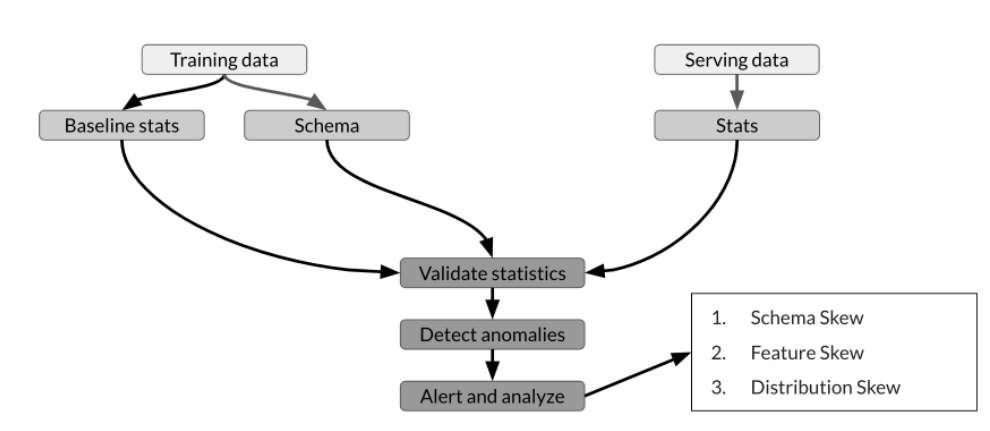 Training data
Serving data
Baseline stats
Schema
Stats
Validate statistics
Detect anomalies
Alert and analyze
1. Schema Skew
2. Feature Skew
3. Distribution Skew